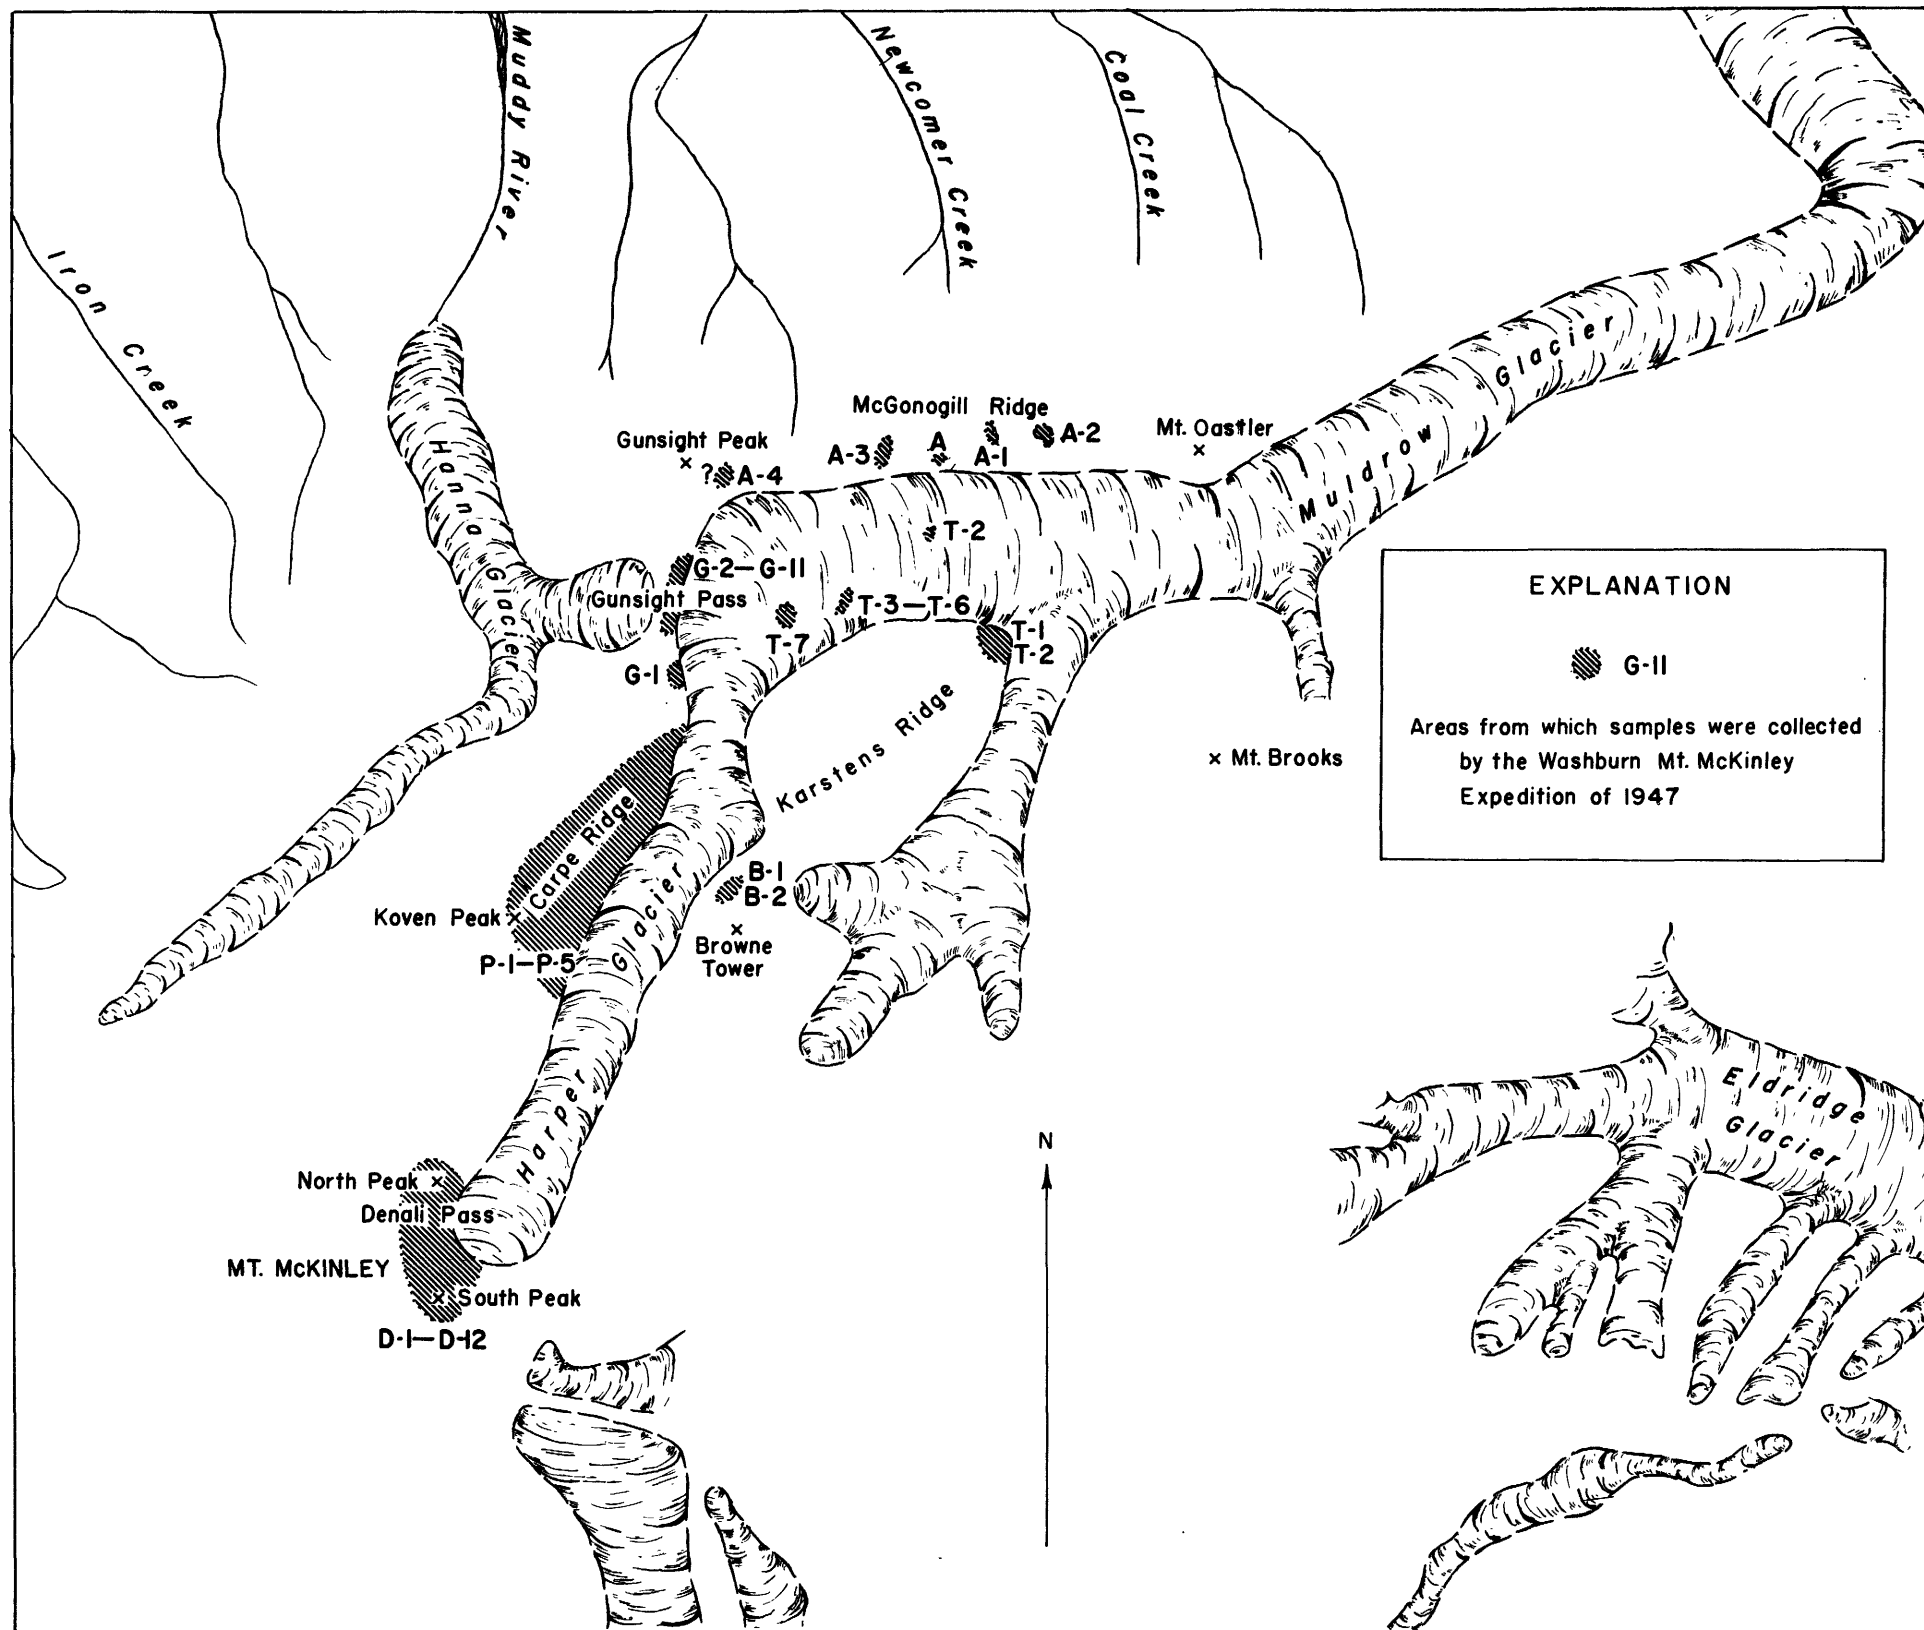 Muddy River
Newcomer Creek
Coal Creek
Iron Creek
Glacier
Muldrow
McGonogill Ridge
Gunsight Peak
A-3
A
A-1
A-2
Mt. Oastler
? A-4
Hanna Glacier
T-2
G-2—G-11
Gunsight Pass
T-3—T-6
T-7
T-1
T-2
G-1
Karstens Ridge
Mt. Brooks
EXPLANATION
G-11
Areas from which samples were collected
by the Washburn Mt. McKinley
Expedition of 1947
Carpe Ridge
B-1
B-2
Koven Peak
Browne
Tower
P-1—P-5
Harper Glacier
Eldridge
Glacier
N
North Peak
Denali Pass
MT. McKINLEY
South Peak
D-1—D-12